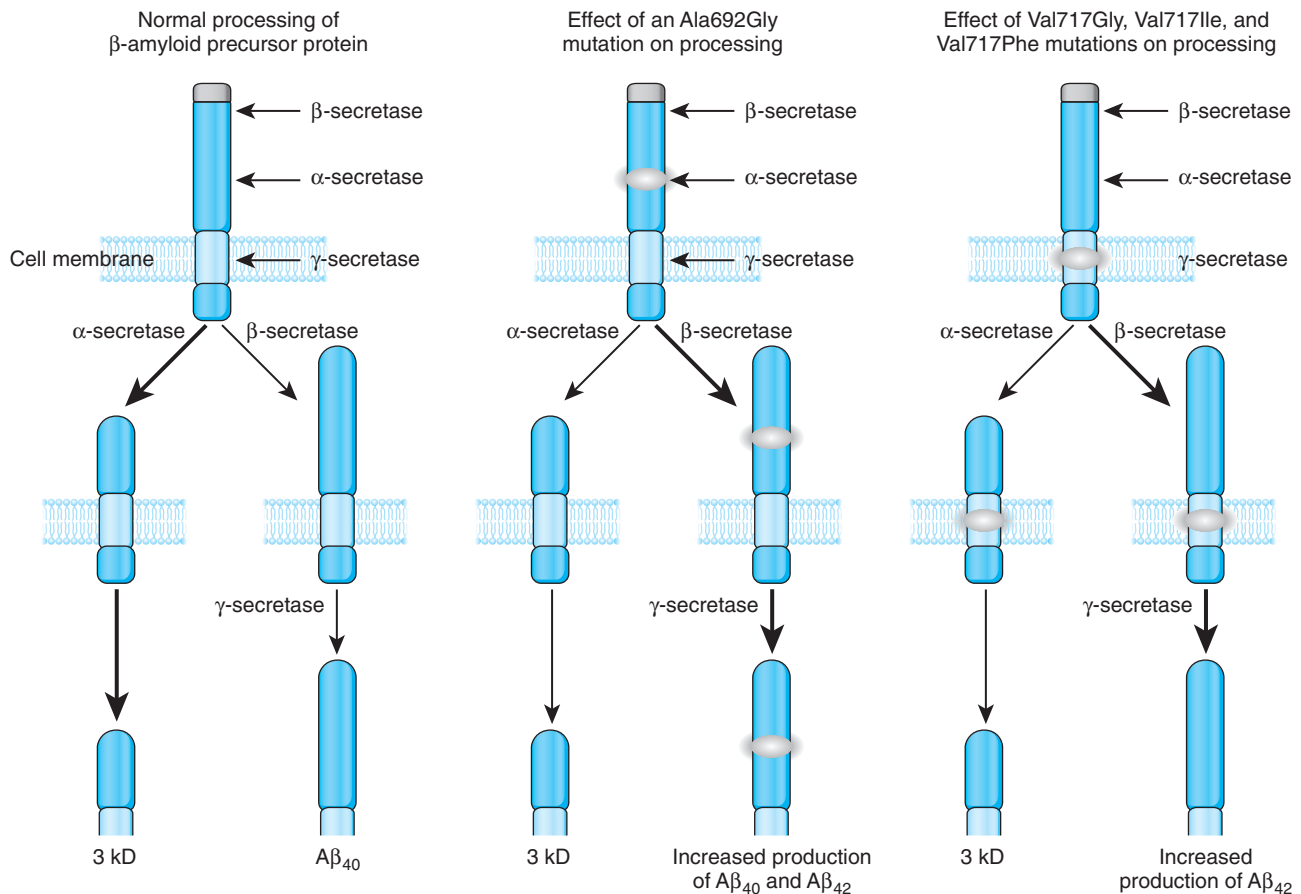 Normal processing of
β-amyloid precursor protein
β-secretase
α-secretase
Cell membrane
γ-secretase
α-secretase
β-secretase
γ-secretase
3 kD
Aβ40
Effect of an Ala692Gly
mutation on processing
β-secretase
α-secretase
γ-secretase
α-secretase
β-secretase
γ-secretase
3 kD
Increased production
of Aβ40 and Aβ42
Effect of Val717Gly, Val717Ile, and
Val717Phe mutations on processing
β-secretase
α-secretase
γ-secretase
α-secretase
β-secretase
γ-secretase
3 kD
Increased
production of Aβ42